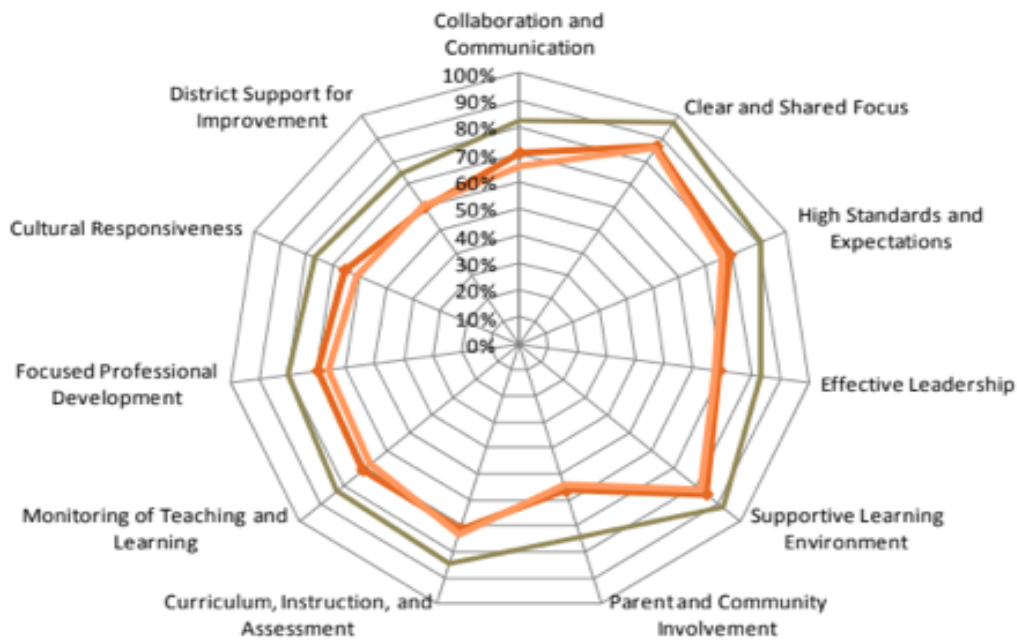 Collaboration and
Communication
100%
90%
80%
70%
60%
50%
40%
30%
20%
10%
0%
Clear and Shared Focus
High Standards and
Expectations
Effective Leadership
Supportive Learning
Environment
Parent and Community
Involvement
Curriculum, Instruction, and
Assessment
Monitoring of Teaching and
Learning
Focused Professional
Development
Cultural Responsiveness
District Support for
Improvement